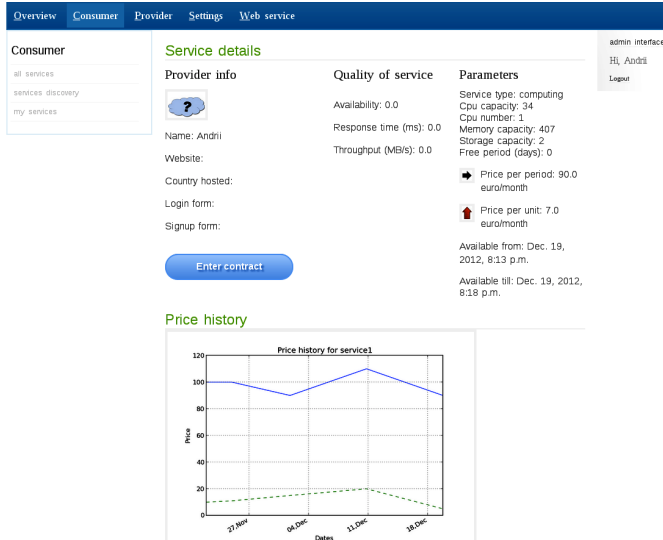 Overview Consumer Provider Settings Web service
admin interface
Hi, Andrii
Logout
Consumer
all services
services discovery
my services
Service details
Provider info
?
Name: Andrii
Website:
Country hosted:
Login form:
Signup form:
Enter contract
Quality of service
Availability: 0.0
Response time (ms): 0.0
Throughput (MB/s): 0.0
Parameters
Service type: computing
Cpu capacity: 34
Cpu number: 1
Memory capacity: 407
Storage capacity: 2
Free period (days): 0
Price per period: 90.0
euro/month
Price per unit: 7.0
euro/month
Available from: Dec. 19,
2012, 8:13 p.m.
Available till: Dec. 19, 2012,
8:18 p.m.
Price history
Price history for service1
120
100
80
60
40
20
0
Price
27,Nov
04,Dec
11,Dec
18,Dec
Dates